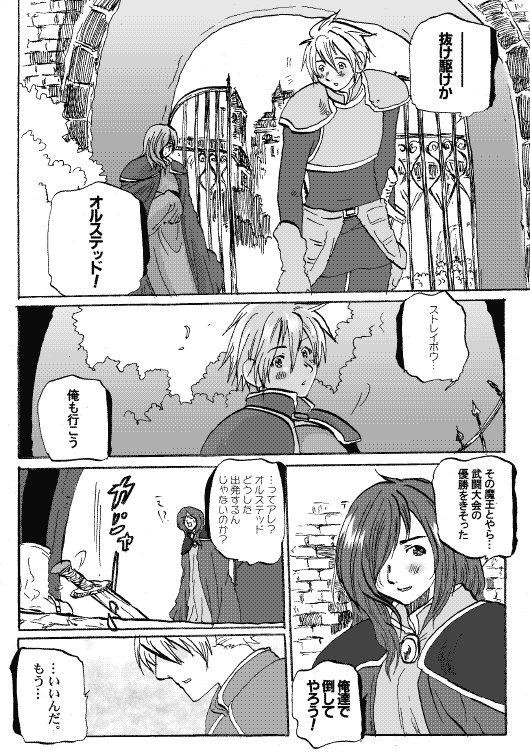 ――抜け駆けか
オルステッド！
ストレイボウ…
俺も行こう
その魔王とやら…
武闘大会の
優勝をきそった
俺達で
倒して
やろう！
…ってアレ？
オルステッド
どうした
出発するん
じゃないのか？
ガクッ
…いいんだ。
もう…